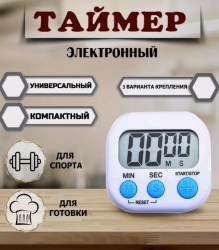 ТАЙМЕР
ЭЛЕКТРОННЫЙ
УНИВЕРСАЛЬНЫЙ
3 ВАРИАНТА КРЕПЛЕНИЯ
КОМПАКТНЫЙ
00 00
M S
MIN SEC START/STOP
M S
RESET
ДЛЯ
СПОРТА
ДЛЯ
ГОТОВКИ